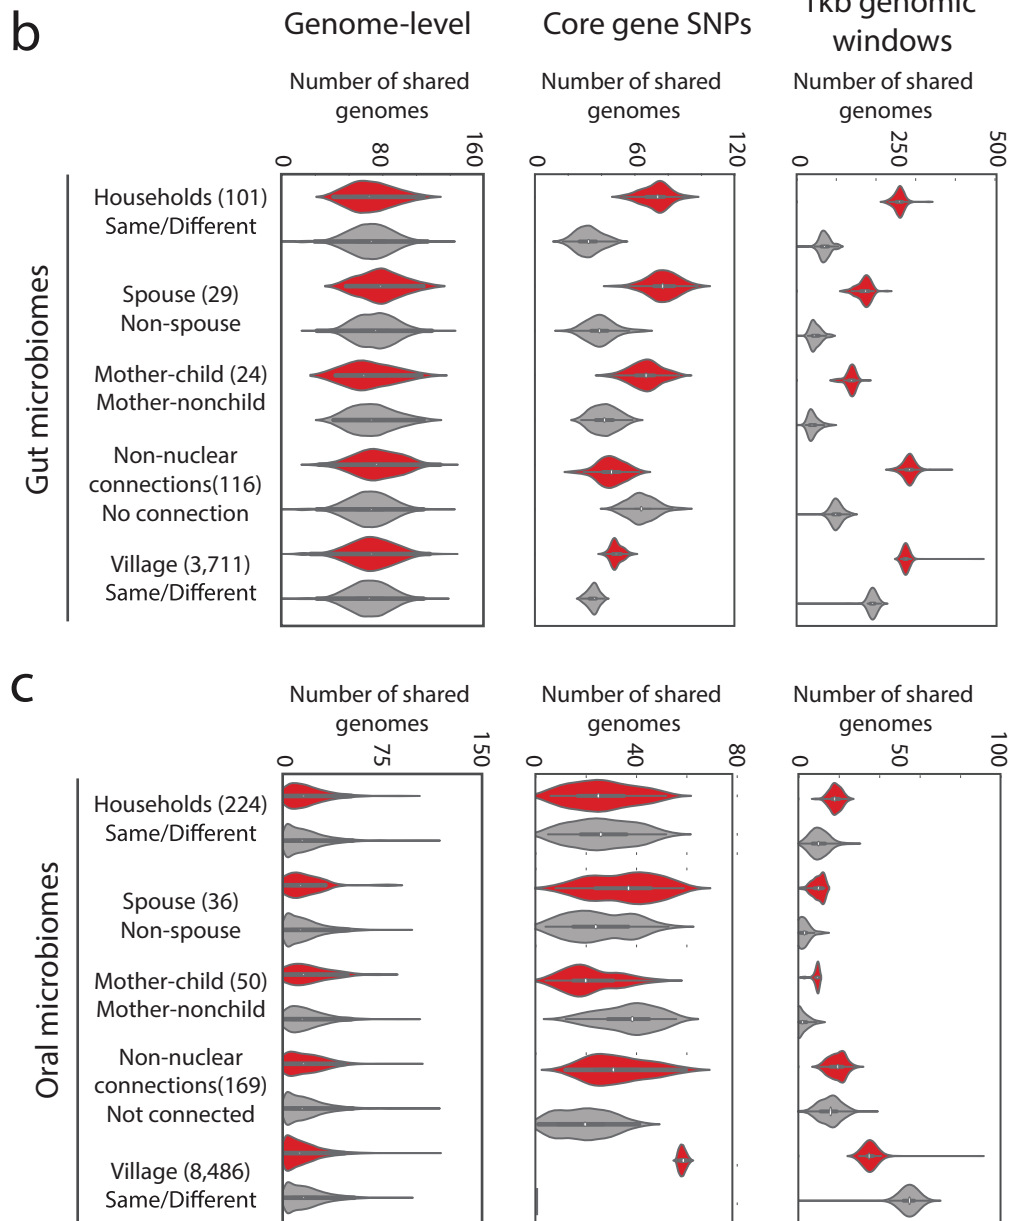 b
Genome-level
Core gene SNPs
1kb genomic
windows
Number of shared
genomes
Number of shared
genomes
Number of shared
genomes
0
80
160
0
60
120
0
250
500
Gut microbiomes
Households (101)
Same/Different
Spouse (29)
Non-spouse
Mother-child (24)
Mother-nonchild
Non-nuclear
connections(116)
No connection
Village (3,711)
Same/Different
c
Number of shared
genomes
Number of shared
genomes
Number of shared
genomes
0
75
150
0
40
80
0
50
100
Oral microbiomes
Households (224)
Same/Different
Spouse (36)
Non-spouse
Mother-child (50)
Mother-nonchild
Non-nuclear
connections(169)
Not connected
Village (8,486)
Same/Different